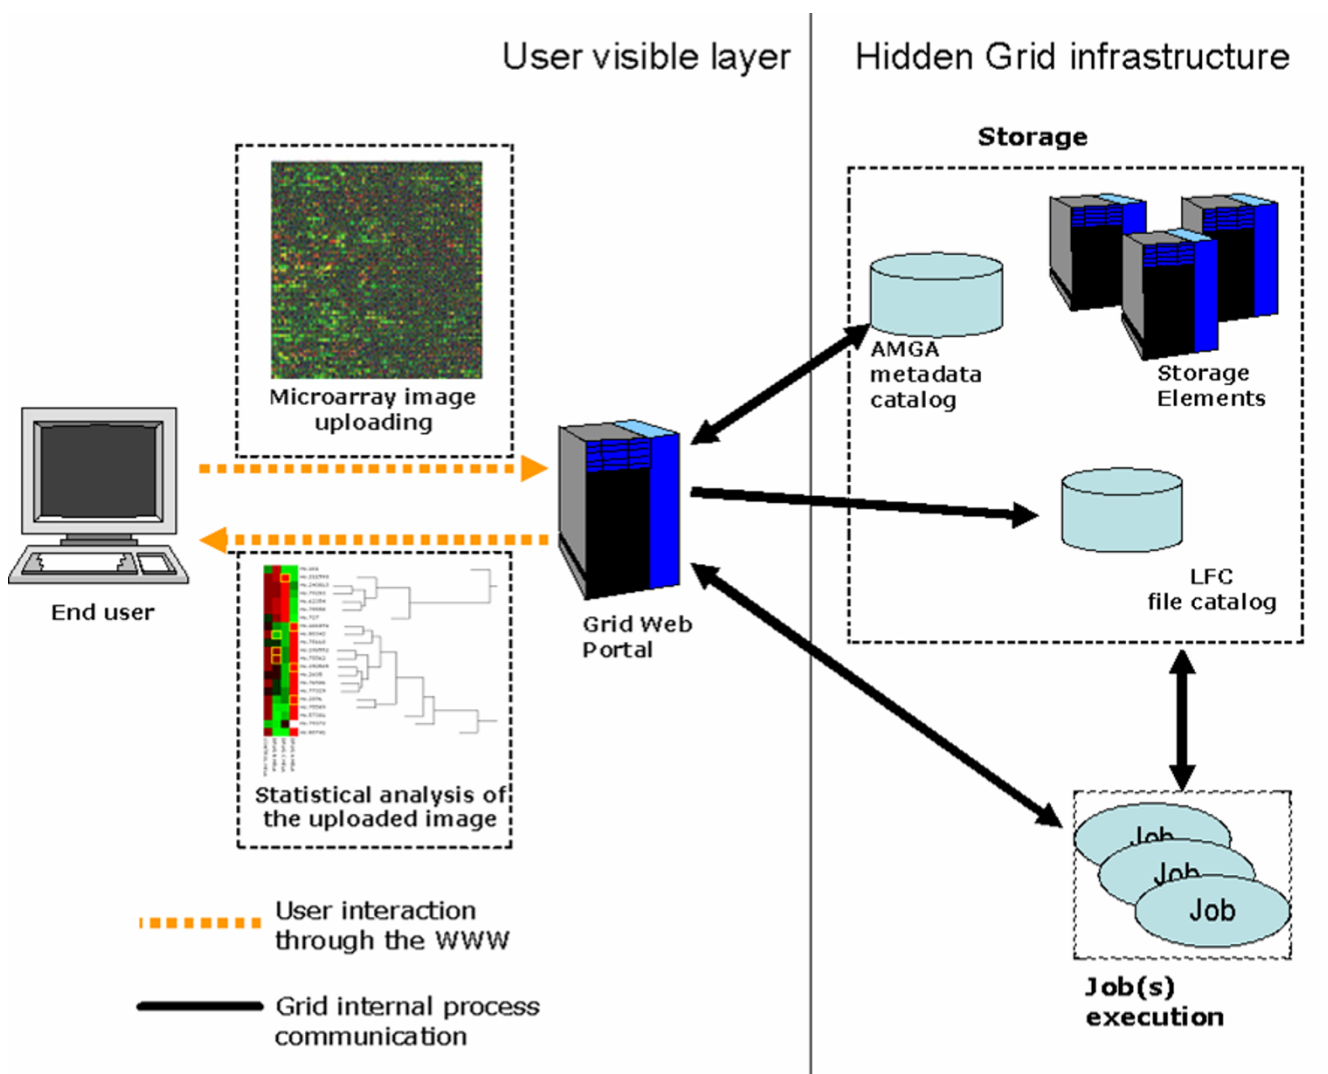 User visible layer
Hidden Grid infrastructure
Storage
Microarray image
uploading
AMGA
metadata
catalog
Storage
Elements
End user
Grid Web
Portal
LFC
file catalog
Statistical analysis of
the uploaded image
Job
Job
Job
Job(s)
execution
User interaction
through the WWW
Grid internal process
communication